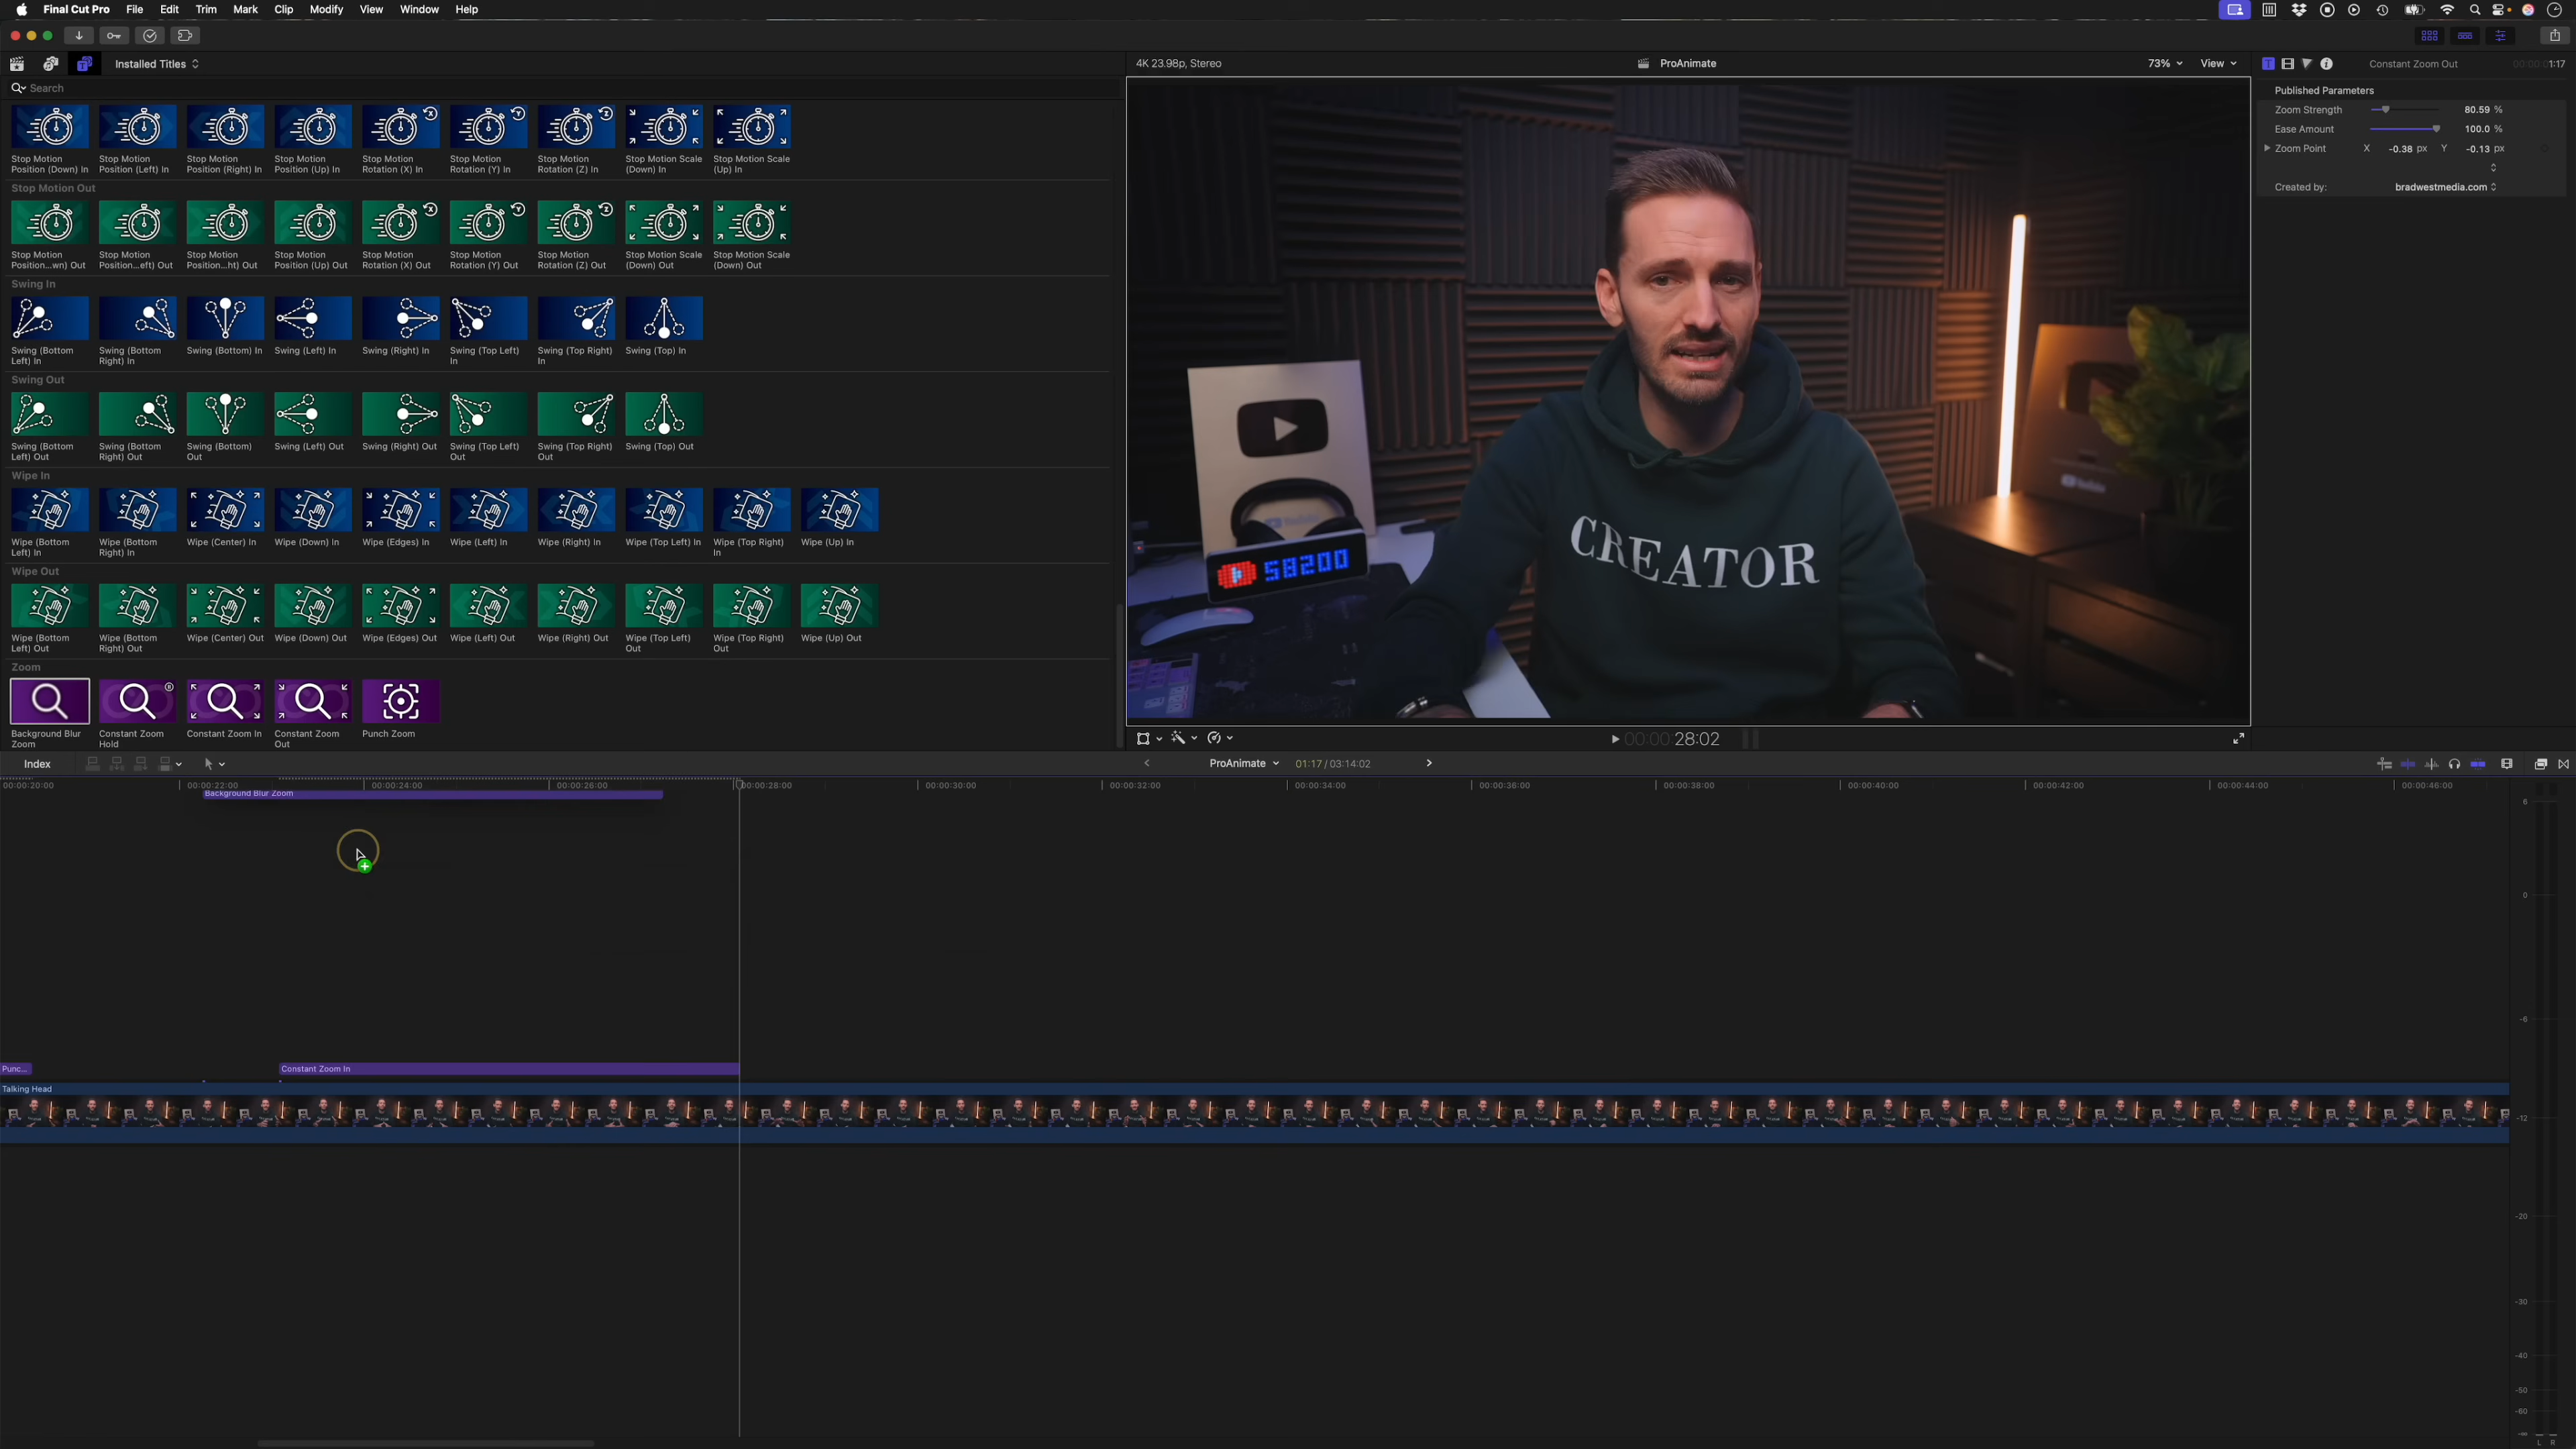 Final Cut Pro File Edit Trim Mark Clip Modify View Window Help
Installed Titles
4K 23.98p, Stereo
ProAnimate
73%
View
Constant Zoom Out
00:00:01:17
Search
Published Parameters
Zoom Strength 80.59 %
Ease Amount 100.0 %
Zoom Point X -0.38 px Y -0.13 px
Created by: bradwestmedia.com
Stop Motion Position (Down) In
Stop Motion Position (Left) In
Stop Motion Position (Right) In
Stop Motion Position (Up) In
Stop Motion Rotation (X) In
Stop Motion Rotation (Y) In
Stop Motion Rotation (Z) In
Stop Motion Scale (Down) In
Stop Motion Scale (Up) In
Stop Motion Out
Stop Motion Position...wn) Out
Stop Motion Position...eft) Out
Stop Motion Position...ht) Out
Stop Motion Position (Up) Out
Stop Motion Rotation (X) Out
Stop Motion Rotation (Y) Out
Stop Motion Rotation (Z) Out
Stop Motion Scale (Down) Out
Stop Motion Scale (Down) Out
Swing In
Swing (Bottom Left) In
Swing (Bottom Right) In
Swing (Bottom) In
Swing (Left) In
Swing (Right) In
Swing (Top Left) In
Swing (Top Right) In
Swing (Top) In
Swing Out
Swing (Bottom Left) Out
Swing (Bottom Right) Out
Swing (Bottom) Out
Swing (Left) Out
Swing (Right) Out
Swing (Top Left) Out
Swing (Top Right) Out
Swing (Top) Out
Wipe In
Wipe (Bottom Left) In
Wipe (Bottom Right) In
Wipe (Center) In
Wipe (Down) In
Wipe (Edges) In
Wipe (Left) In
Wipe (Right) In
Wipe (Top Left) In
Wipe (Top Right) In
Wipe (Up) In
Wipe Out
Wipe (Bottom Left) Out
Wipe (Bottom Right) Out
Wipe (Center) Out
Wipe (Down) Out
Wipe (Edges) Out
Wipe (Left) Out
Wipe (Right) Out
Wipe (Top Left) Out
Wipe (Top Right) Out
Wipe (Up) Out
Zoom
Background Blur Zoom
Constant Zoom Hold
Constant Zoom In
Constant Zoom Out
Punch Zoom
58200
CREATOR
YouTube
00:00:28:02
Index
ProAnimate
01:17 / 03:14:02
00:00:20:00 00:00:22:00 00:00:24:00 00:00:26:00 00:00:28:00 00:00:30:00 00:00:32:00 00:00:34:00 00:00:36:00 00:00:38:00 00:00:40:00 00:00:42:00 00:00:44:00 00:00:46:00
Background Blur Zoom
Punc...
Constant Zoom In
Talking Head
6
0
-6
-12
-20
-30
-40
-50
-60
-∞
L R